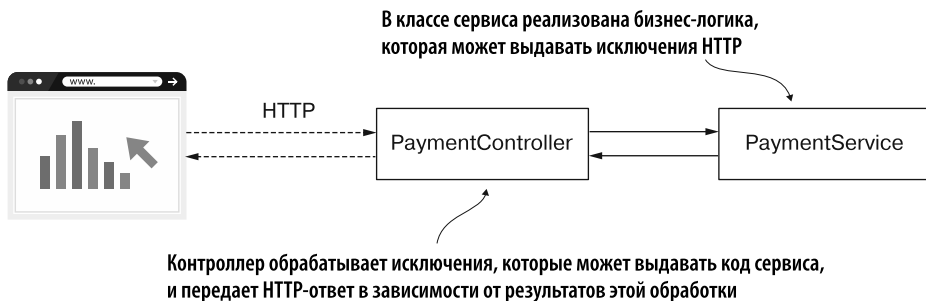 В классе сервиса реализована бизнес-логика,
которая может выдавать исключения HTTP
www.
HTTP
PaymentController
PaymentService
Контроллер обрабатывает исключения, которые может выдавать код сервиса,
и передает HTTP-ответ в зависимости от результатов этой обработки